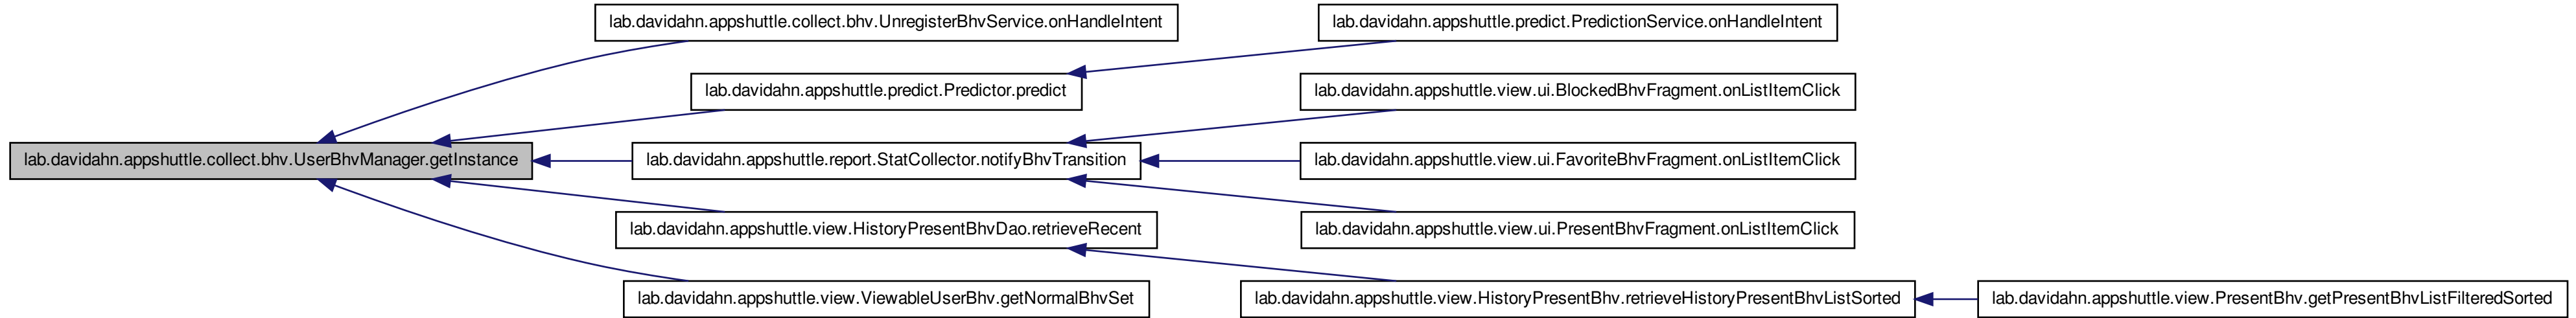 lab.davidahn.appshuttle.collect.bhv.UnregisterBhvService.onHandleIntent
lab.davidahn.appshuttle.predict.PredictionService.onHandleIntent
lab.davidahn.appshuttle.predict.Predictor.predict
lab.davidahn.appshuttle.view.ui.BlockedBhvFragment.onListItemClick
lab.davidahn.appshuttle.collect.bhv.UserBhvManager.getInstance
lab.davidahn.appshuttle.report.StatCollector.notifyBhvTransition
lab.davidahn.appshuttle.view.ui.FavoriteBhvFragment.onListItemClick
lab.davidahn.appshuttle.view.HistoryPresentBhvDao.retrieveRecent
lab.davidahn.appshuttle.view.ui.PresentBhvFragment.onListItemClick
lab.davidahn.appshuttle.view.ViewableUserBhv.getNormalBhvSet
lab.davidahn.appshuttle.view.HistoryPresentBhv.retrieveHistoryPresentBhvListSorted
lab.davidahn.appshuttle.view.PresentBhv.getPresentBhvListFilteredSorted